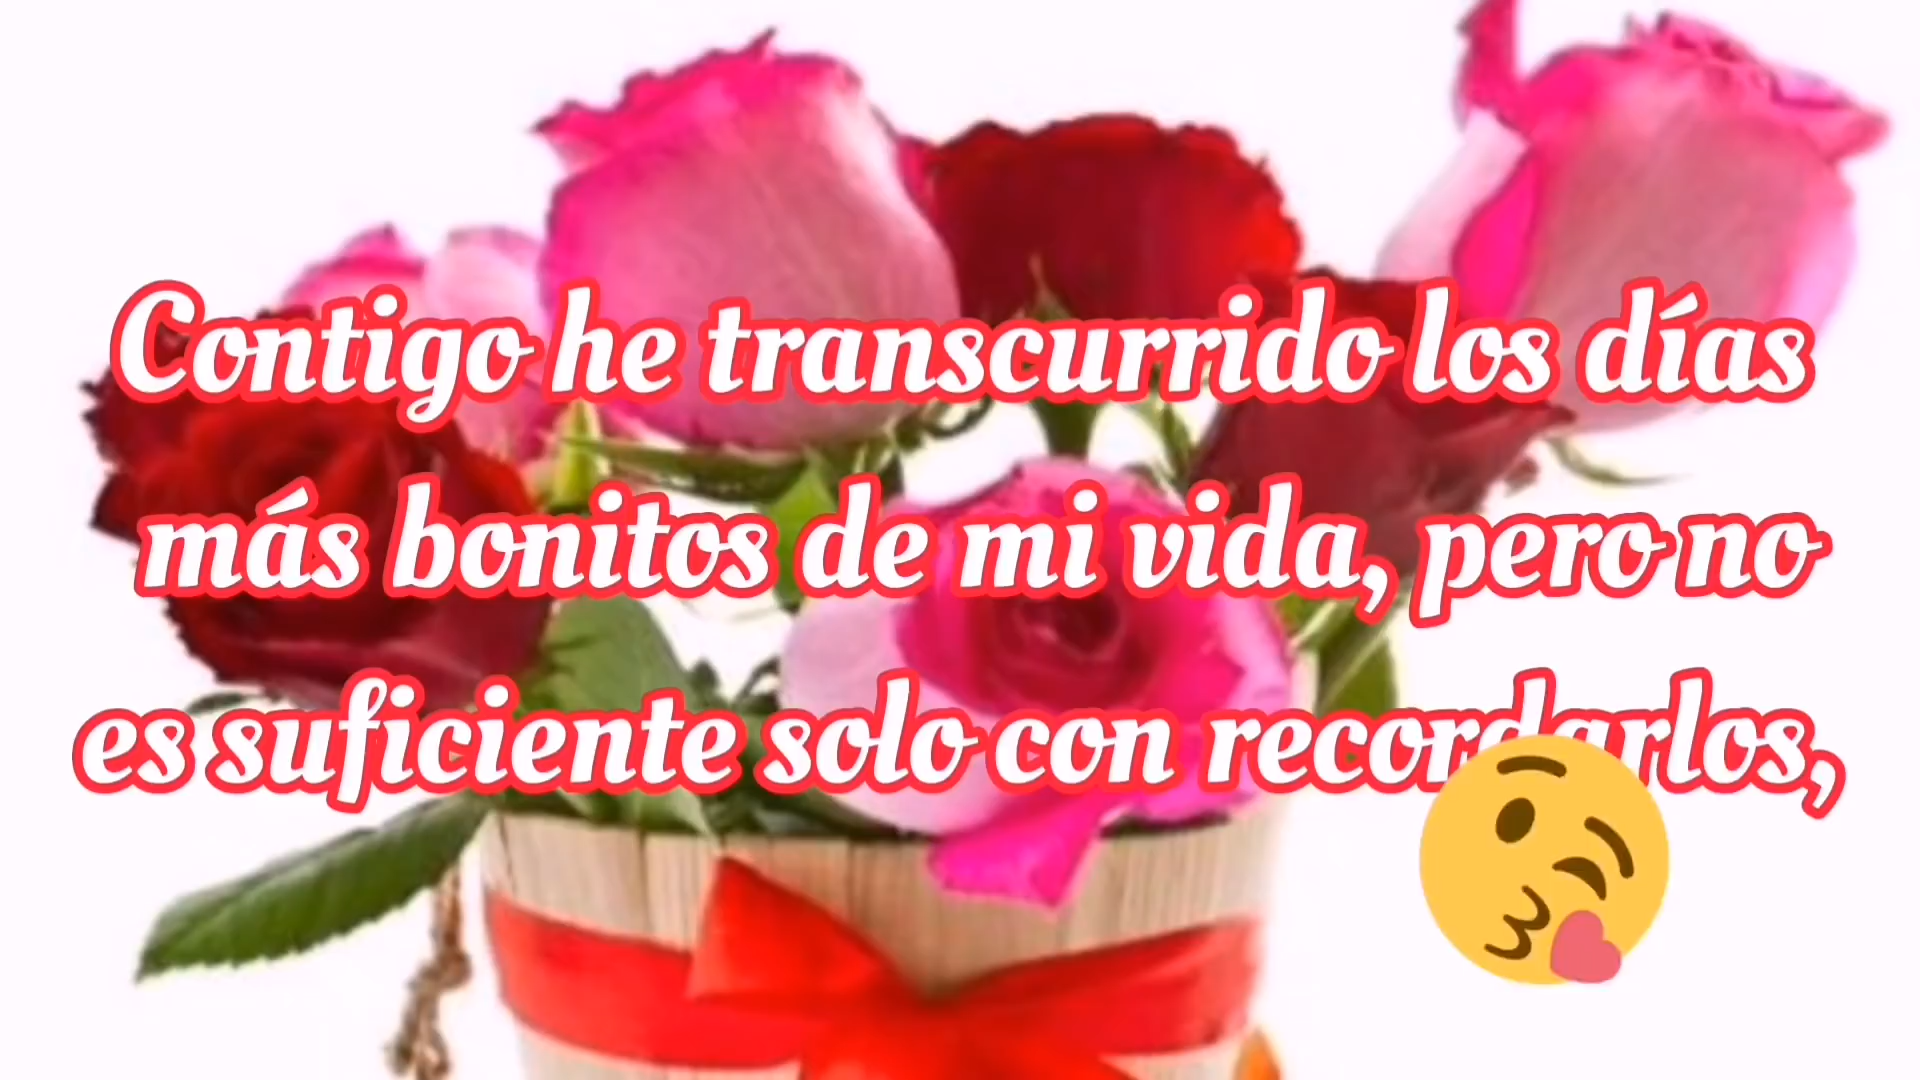 Contigo he transcurrido los días
más bonitos de mi vida, pero no
es suficiente solo con recordarlos,